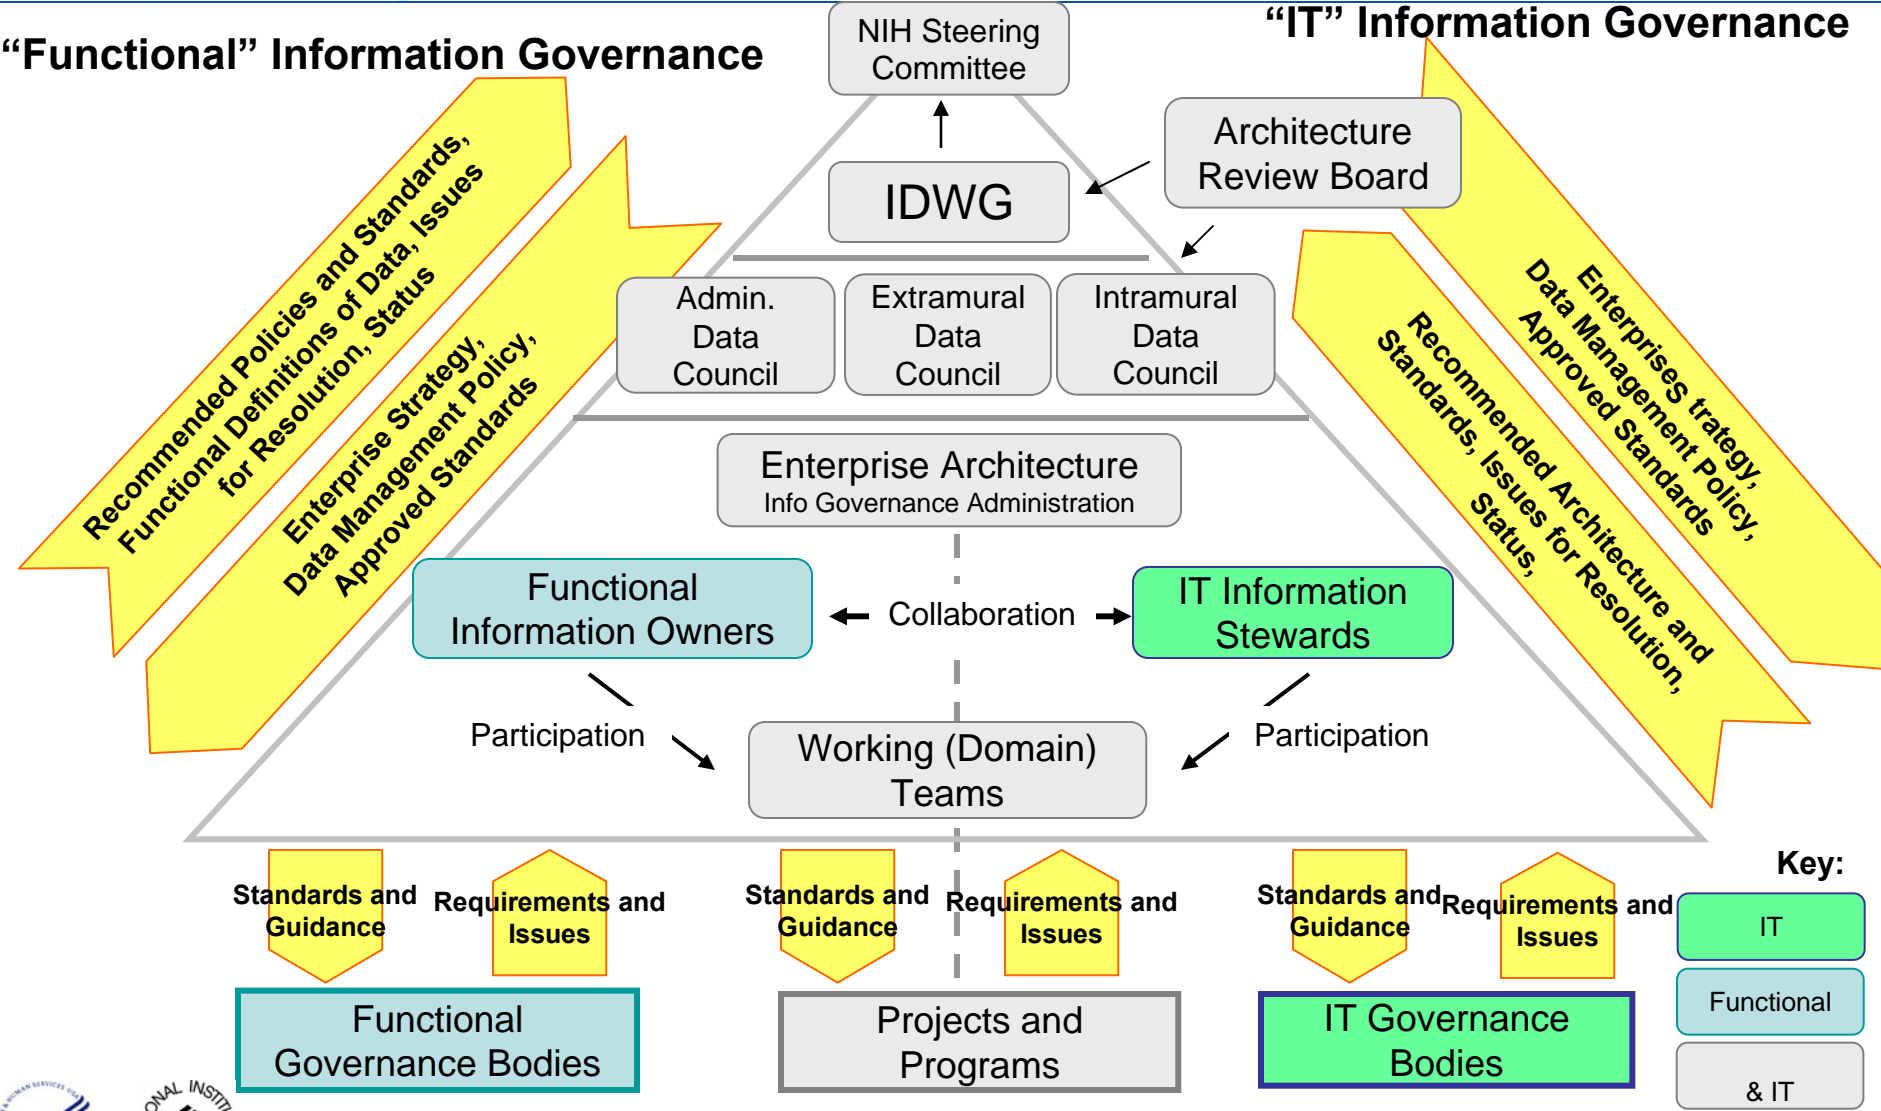 “Functional” Information Governance
“IT” Information Governance
NIH Steering
Committee
Architecture
Review Board
IDWG
Admin.
Data
Council
Extramural
Data
Council
Intramural
Data
Council
Recommended Policies and Standards,
Functional Definitions of Data, Issues
for Resolution, Status
Enterprise Strategy,
Data Management Policy,
Approved Standards
EnterpriseS trategy,
Data Management Policy,
Approved Standards
Recommended Architecture and
Standards, Issues for Resolution,
Status,
Enterprise Architecture
Info Governance Administration
Functional
Information Owners
Collaboration
IT Information
Stewards
Participation
Participation
Working (Domain)
Teams
Standards and
Guidance
Requirements and
Issues
Standards and
Guidance
Requirements and
Issues
Standards and
Guidance
Requirements and
Issues
Functional
Governance Bodies
Projects and
Programs
IT Governance
Bodies
Key:
IT
Functional
& IT
HUMAN SERVICES USA
ONAL INSTIT